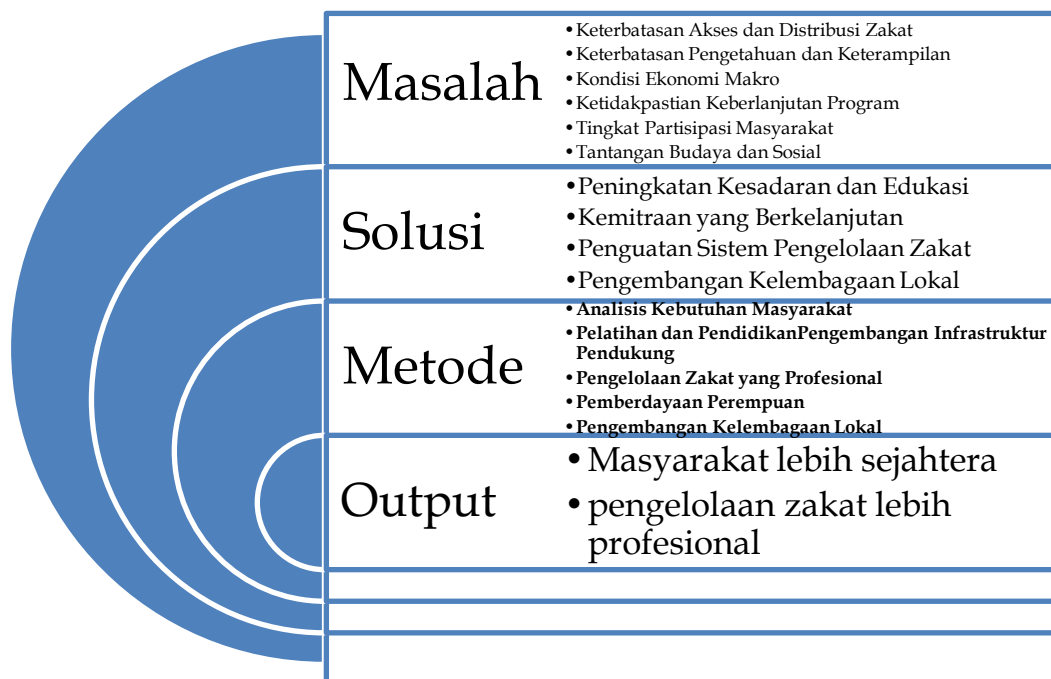 Masalah
• Keterbatasan Akses dan Distribusi Zakat
• Keterbatasan Pengetahuan dan Keterampilan
• Kondisi Ekonomi Makro
• Ketidakpastian Keberlanjutan Program
• Tingkat Partisipasi Masyarakat
• Tantangan Budaya dan Sosial
Solusi
• Peningkatan Kesadaran dan Edukasi
• Kemitraan yang Berkelanjutan
• Penguatan Sistem Pengelolaan Zakat
• Pengembangan Kelembagaan Lokal
Metode
• Analisis Kebutuhan Masyarakat
• Pelatihan dan PendidikanPengembangan Infrastruktur
Pendukung
• Pengelolaan Zakat yang Profesional
• Pemberdayaan Perempuan
• Pengembangan Kelembagaan Lokal
Output
• Masyarakat lebih sejahtera
• pengelolaan zakat lebih
profesional